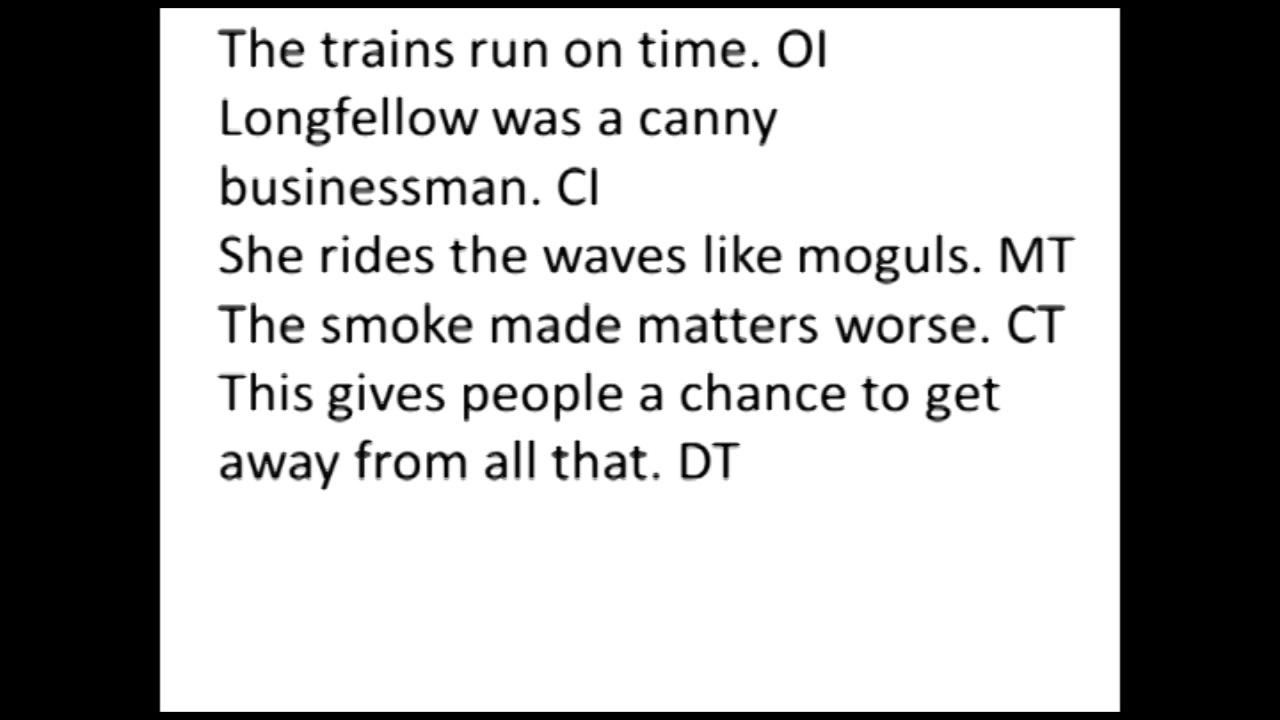 The trains run on time. OI
Longfellow was a canny
businessman. CI
She rides the waves like moguls. MT
The smoke made matters worse. CT
This gives people a chance to get
away from all that. DT